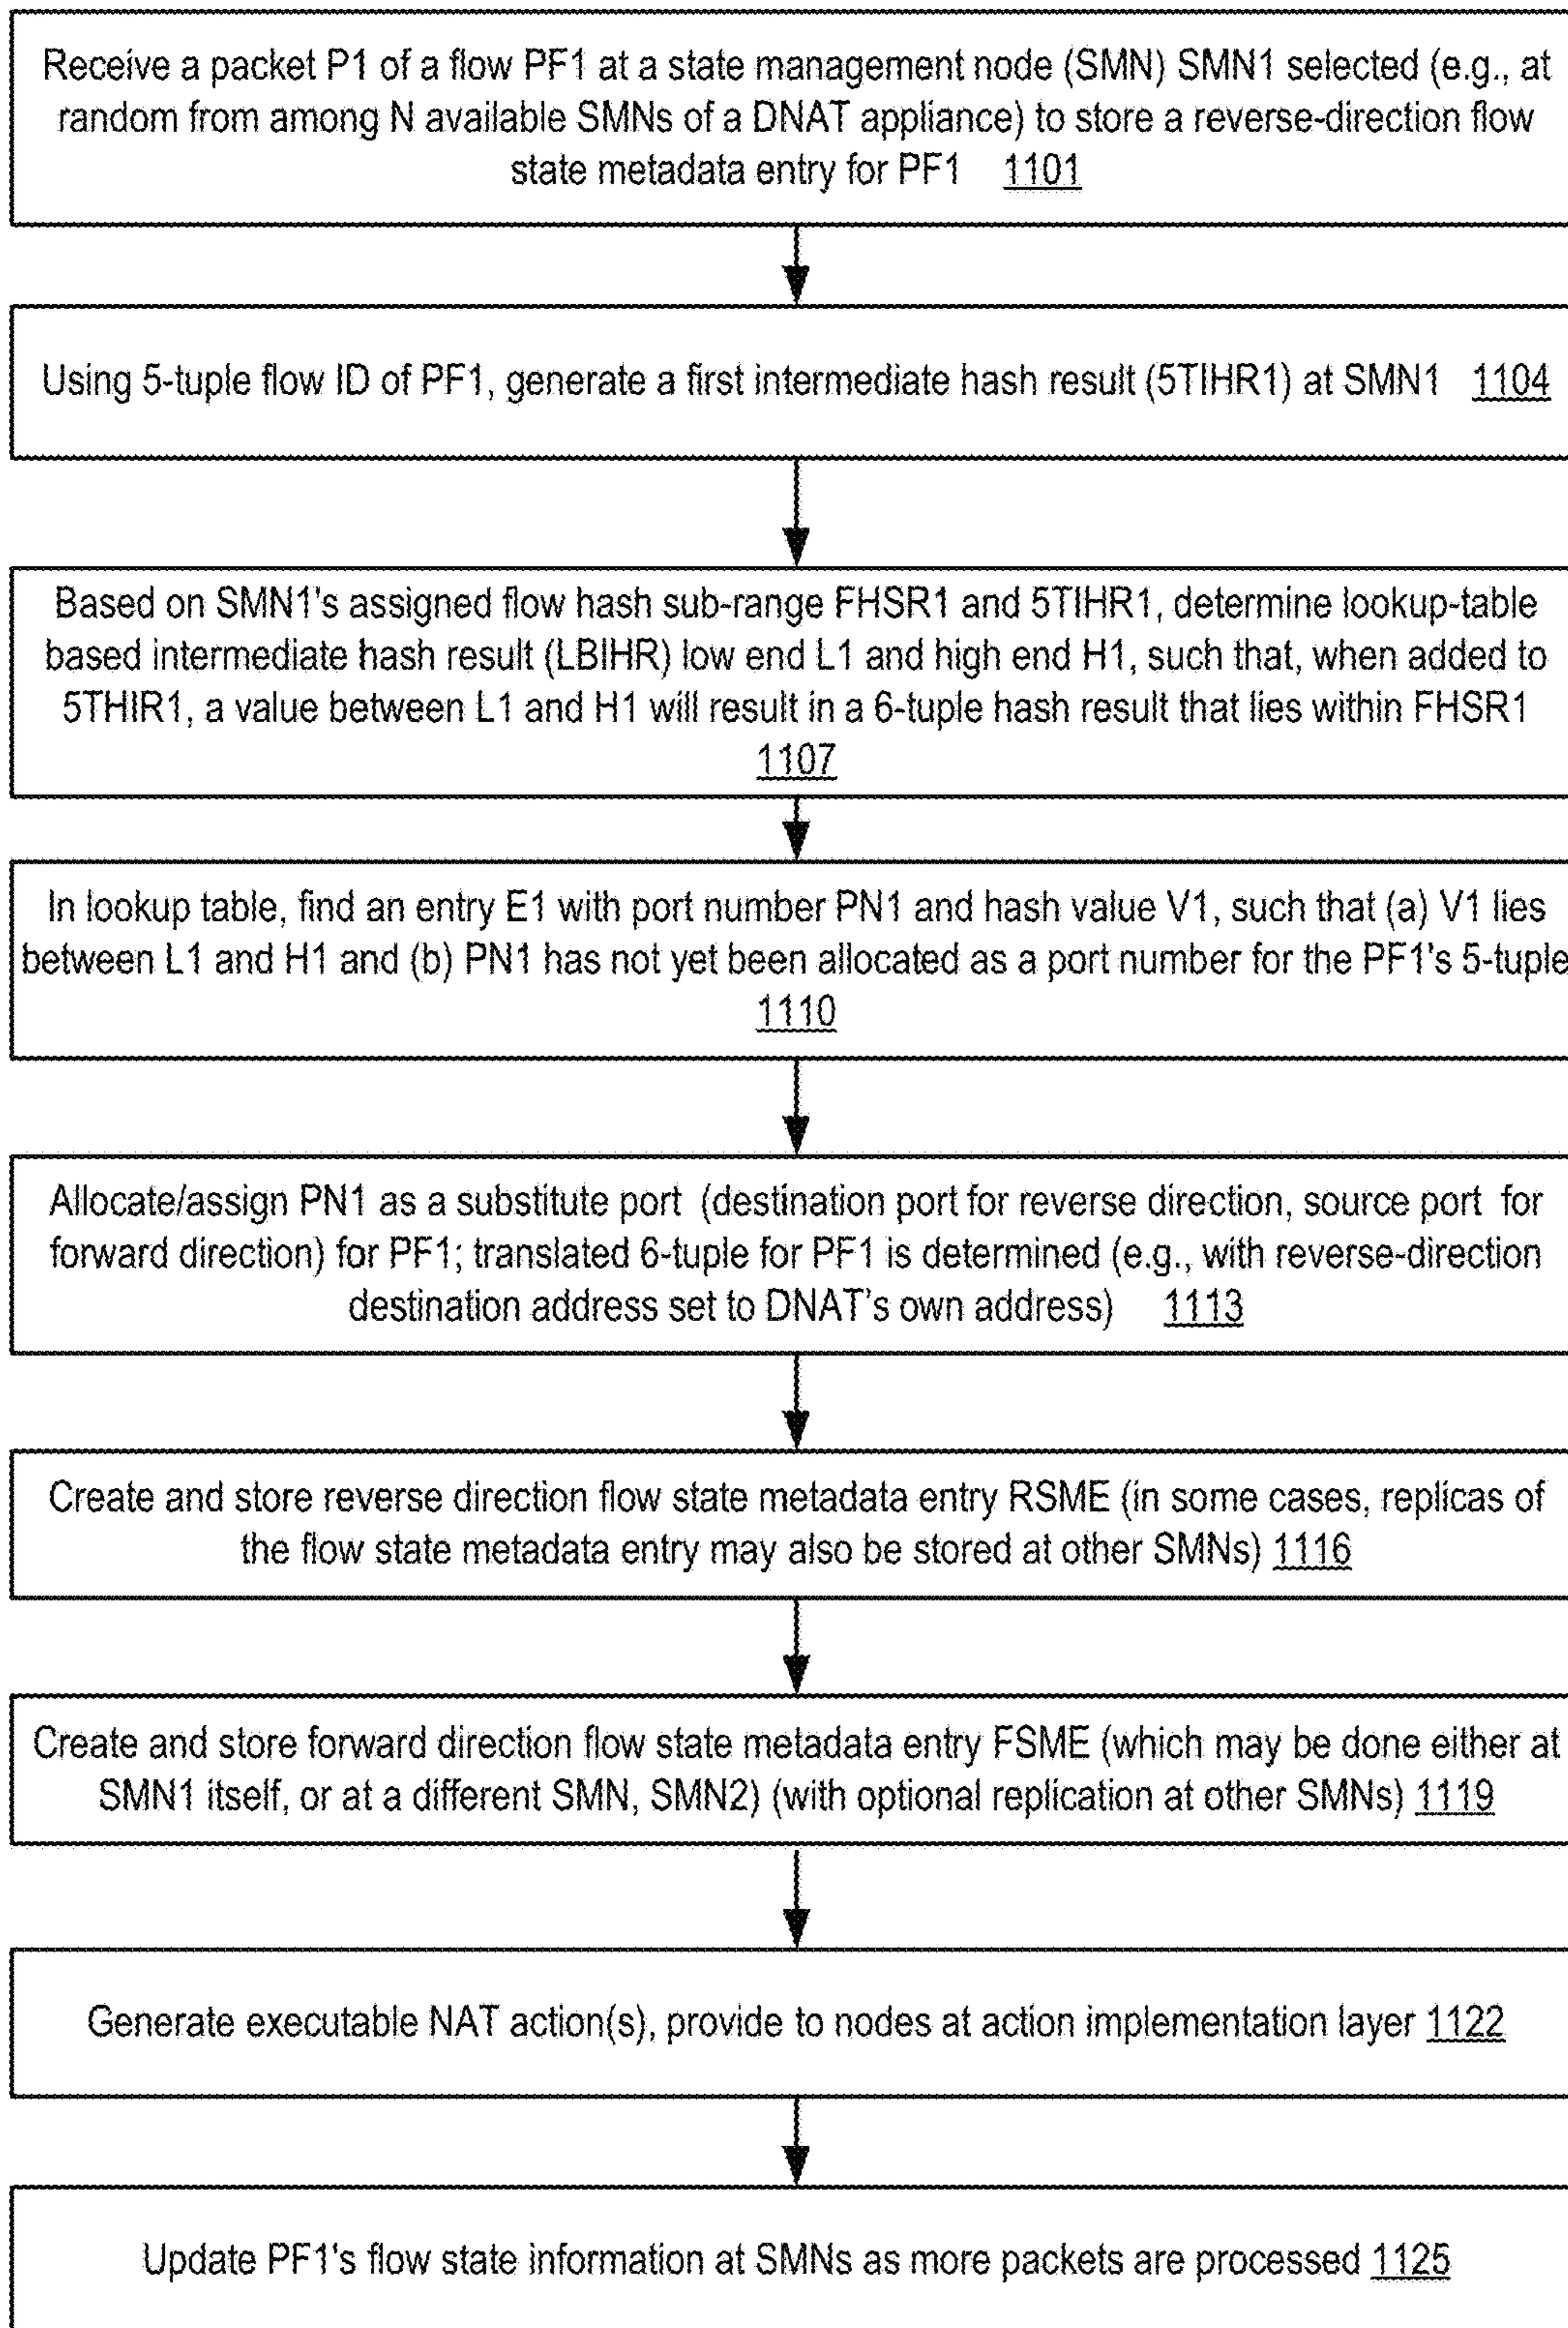 Receive a packet P1 of a flow PF1 at a state management node (SMN) SMN1 selected (e.g., at
random from among N available SMNs of a DNAT appliance) to store a reverse-direction flow
state metadata entry for PF1 1101
Using 5-tuple flow ID of PF1, generate a first intermediate hash result (5TIHR1) at SMN1 1104
Based on SMN1's assigned flow hash sub-range FHSR1 and 5TIHR1, determine lookup-table
based intermediate hash result (LBIHR) low end L1 and high end H1, such that, when added to
5THIR1, a value between L1 and H1 will result in a 6-tuple hash result that lies within FHSR1
1107
In lookup table, find an entry E1 with port number PN1 and hash value V1, such that (a) V1 lies
between L1 and H1 and (b) PN1 has not yet been allocated as a port number for the PF1's 5-tuple
1110
Allocate/assign PN1 as a substitute port (destination port for reverse direction, source port for
forward direction) for PF1; translated 6-tuple for PF1 is determined (e.g., with reverse-direction
destination address set to DNAT's own address) 1113
Create and store reverse direction flow state metadata entry RSME (in some cases, replicas of
the flow state metadata entry may also be stored at other SMNs) 1116
Create and store forward direction flow state metadata entry FSME (which may be done either at
SMN1 itself, or at a different SMN, SMN2) (with optional replication at other SMNs) 1119
Generate executable NAT action(s), provide to nodes at action implementation layer 1122
Update PF1's flow state information at SMNs as more packets are processed 1125